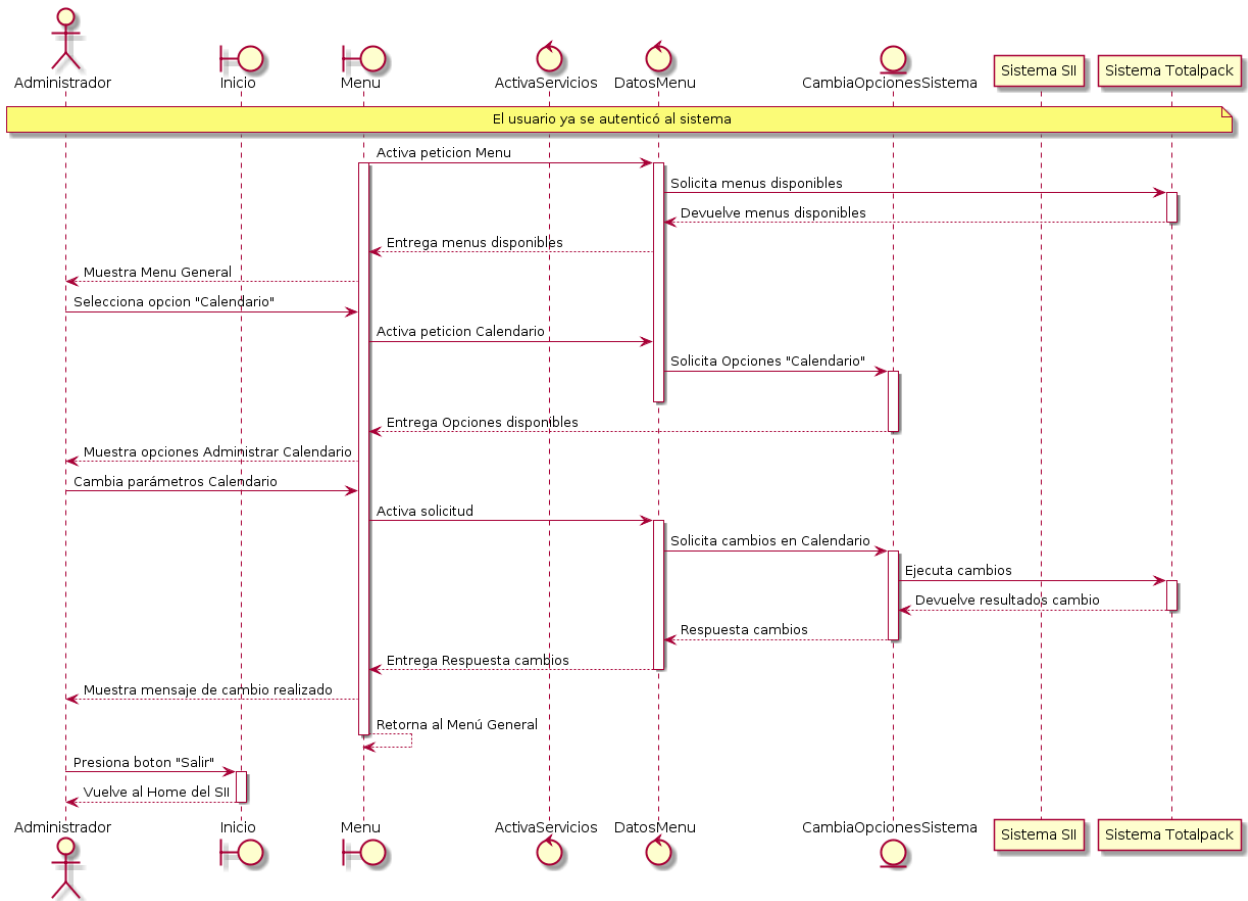 Administrador
Inicio
Menu
ActivaServicios
DatosMenu
CambiaOpcionesSistema
Sistema SII
Sistema Totalpack
El usuario ya se autenticó al sistema
Activa peticion Menu
Solicita menus disponibles
Devuelve menus disponibles
Entrega menus disponibles
Muestra Menu General
Selecciona opcion "Calendario"
Activa peticion Calendario
Solicita Opciones "Calendario"
Entrega Opciones disponibles
Muestra opciones Administrar Calendario
Cambia parámetros Calendario
Activa solicitud
Solicita cambios en Calendario
Ejecuta cambios
Devuelve resultados cambio
Respuesta cambios
Entrega Respuesta cambios
Muestra mensaje de cambio realizado
Retorna al Menú General
Presiona boton "Salir"
Vuelve al Home del SII
Administrador
Inicio
Menu
ActivaServicios
DatosMenu
CambiaOpcionesSistema
Sistema SII
Sistema Totalpack